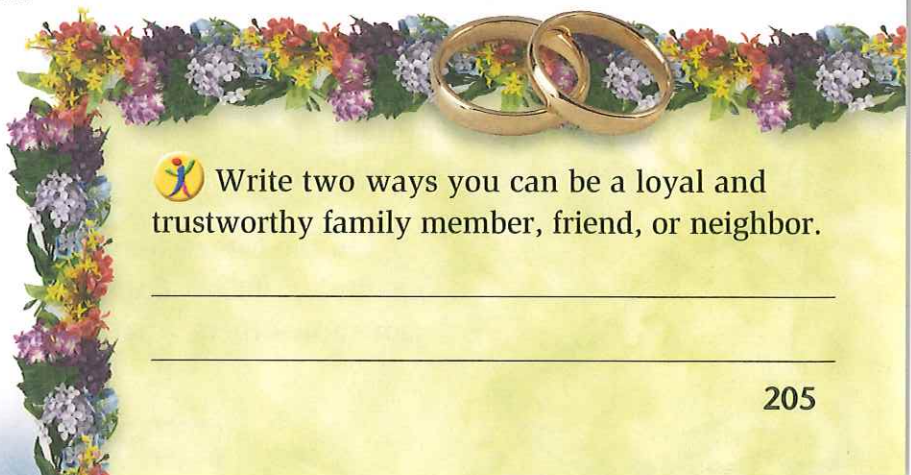 Write two ways you can be a loyal and
trustworthy family member, friend, or neighbor.
205